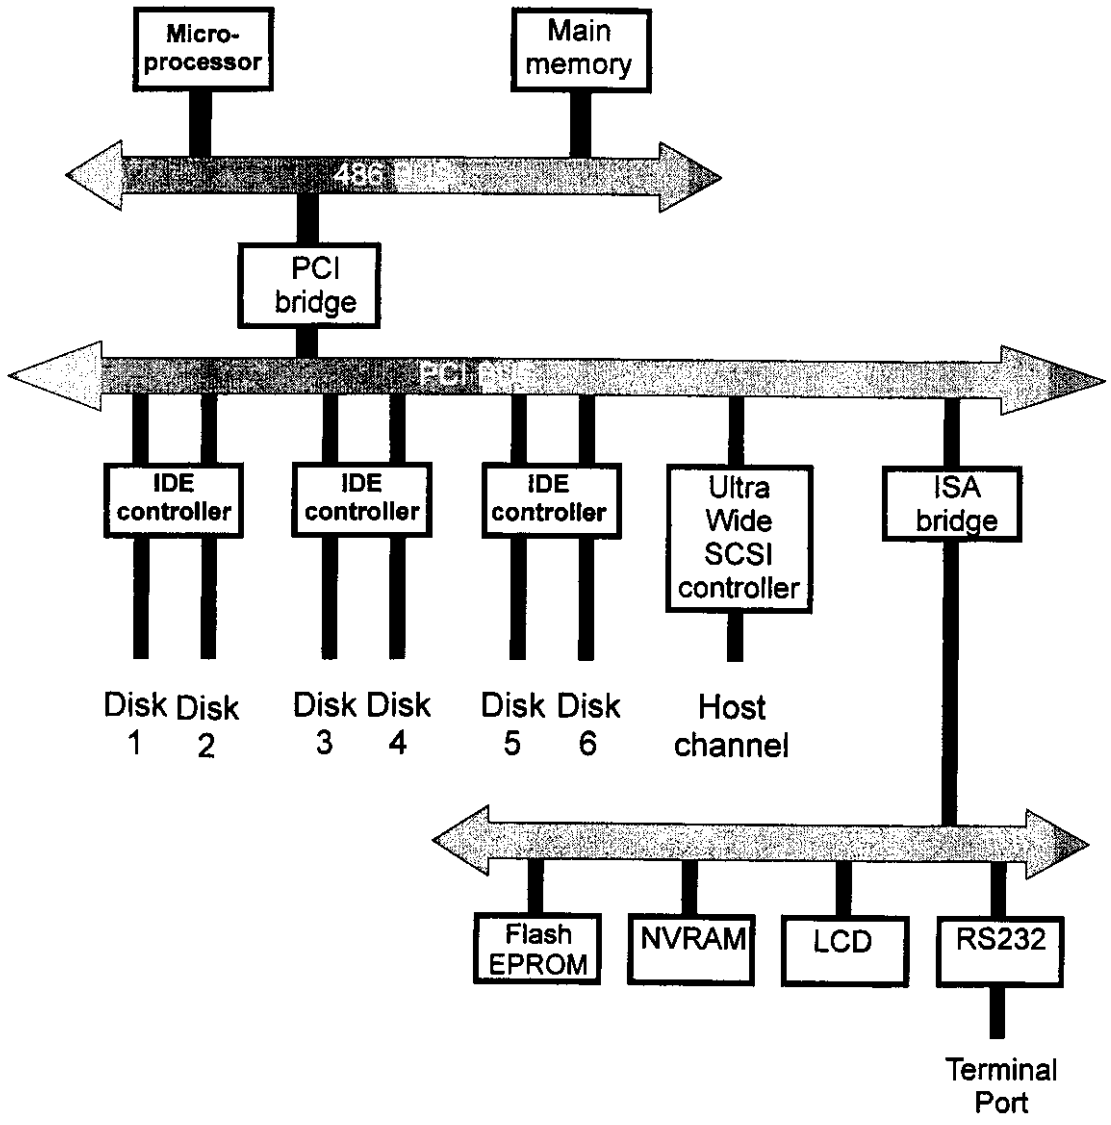 Micro-
processor
Main
memory
486 BUS
PCI
bridge
PCI BUS
IDE
controller
IDE
controller
IDE
controller
Ultra
Wide
SCSI
controller
ISA
bridge
Disk
1
Disk
2
Disk
3
Disk
4
Disk
5
Disk
6
Host
channel
Flash
EPROM
NVRAM
LCD
RS232
Terminal
Port